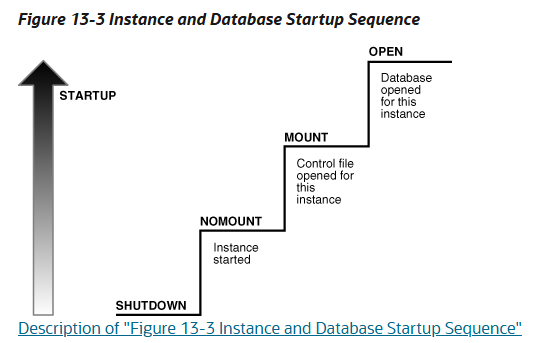 Figure 13-3 Instance and Database Startup Sequence
OPEN
Database
opened
for this
instance
STARTUP
MOUNT
Control file
opened for
this
instance
NOMOUNT
Instance
started
SHUTDOWN
Description of "Figure 13-3 Instance and Database Startup Sequence"